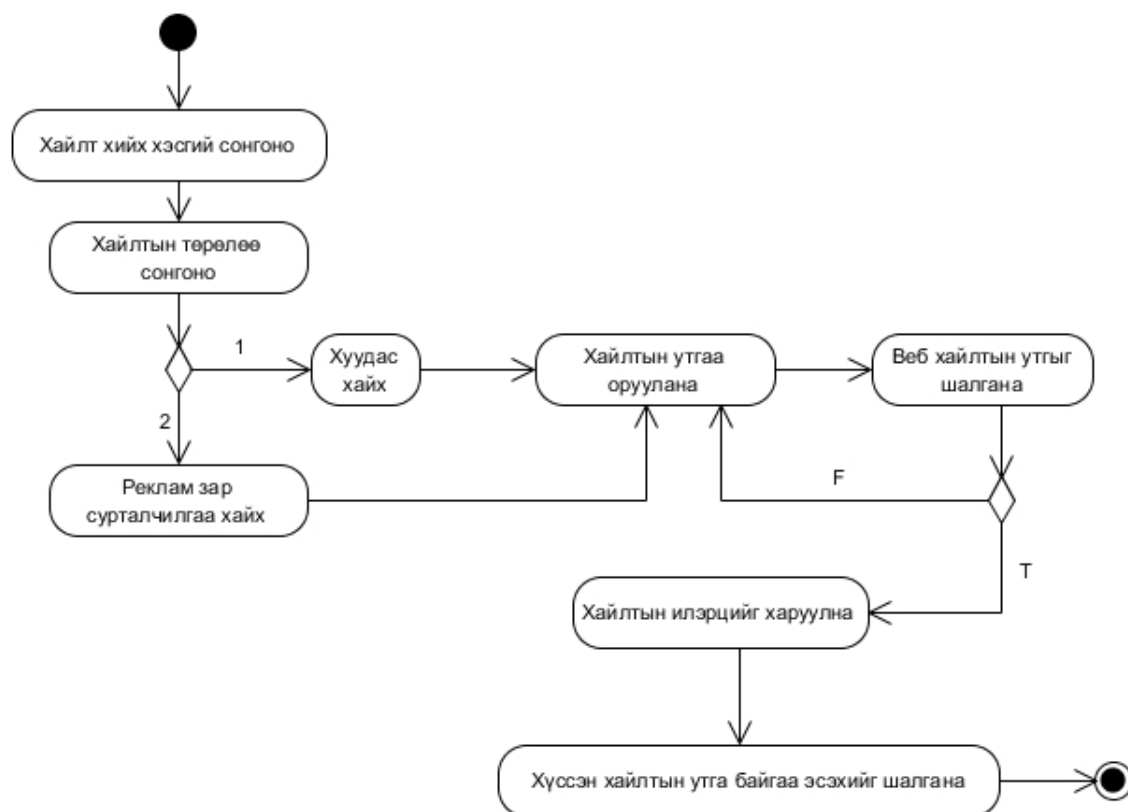 Хайлт хийх хэсгий сонгоно
Хайлтын төрөлөө
сонгоно
1
Хуудас
хайх
Хайлтын утгаа
оруулана
Веб хайлтын утгыг
шалгана
2
F
Реклам зар
сурталчилгаа хайх
T
Хайлтын илэрцийг харуулна
Хүссэн хайлтын утга байгаа эсэхийг шалгана